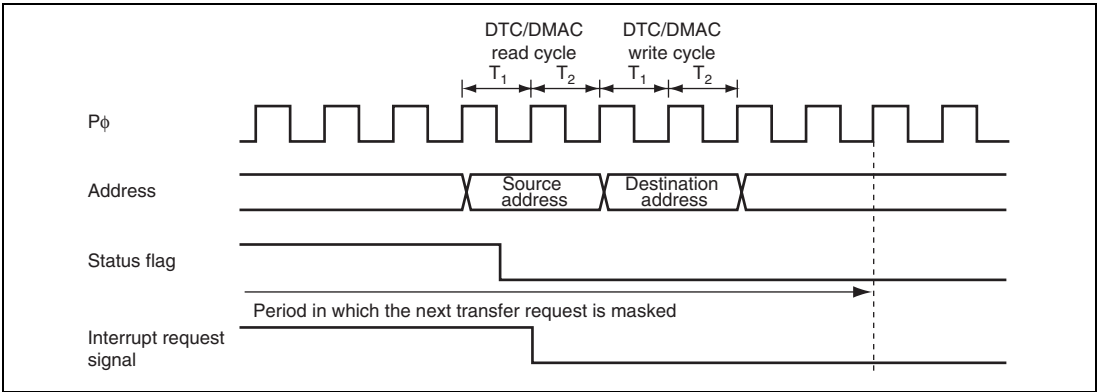 DTC/DMAC DTC/DMAC
read cycle write cycle
T1 T2 T1 T2
Pϕ
Address
Source Destination
address address
Status flag
Period in which the next transfer request is masked
Interrupt request
signal